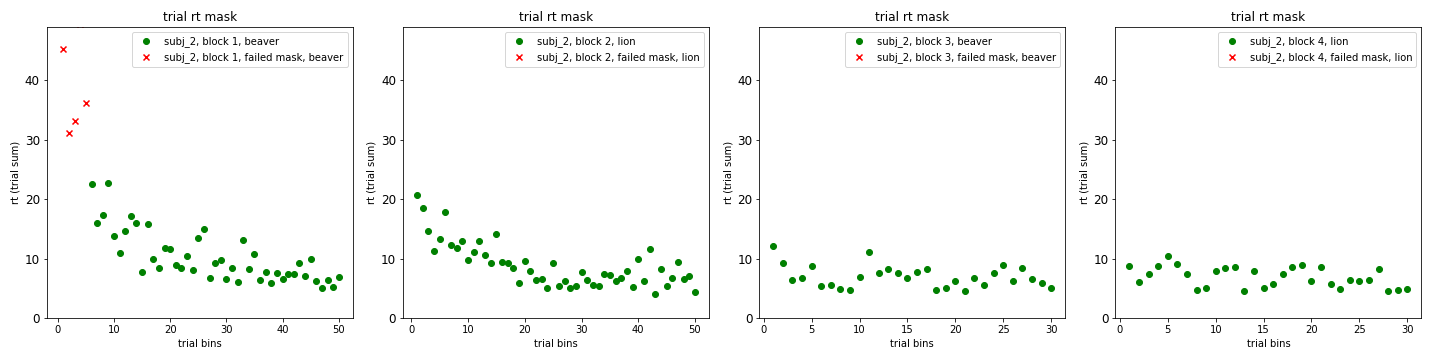 trial rt mask
subj_2, block 1, beaver
subj_2, block 1, failed mask, beaver
rt (trial sum)
40
30
20
10
0
0 10 20 30 40 50
trial bins
trial rt mask
subj_2, block 2, lion
subj_2, block 2, failed mask, lion
rt (trial sum)
40
30
20
10
0
0 10 20 30 40 50
trial bins
trial rt mask
subj_2, block 3, beaver
subj_2, block 3, failed mask, beaver
rt (trial sum)
40
30
20
10
0
0 5 10 15 20 25 30
trial bins
trial rt mask
subj_2, block 4, lion
subj_2, block 4, failed mask, lion
rt (trial sum)
40
30
20
10
0
0 5 10 15 20 25 30
trial bins